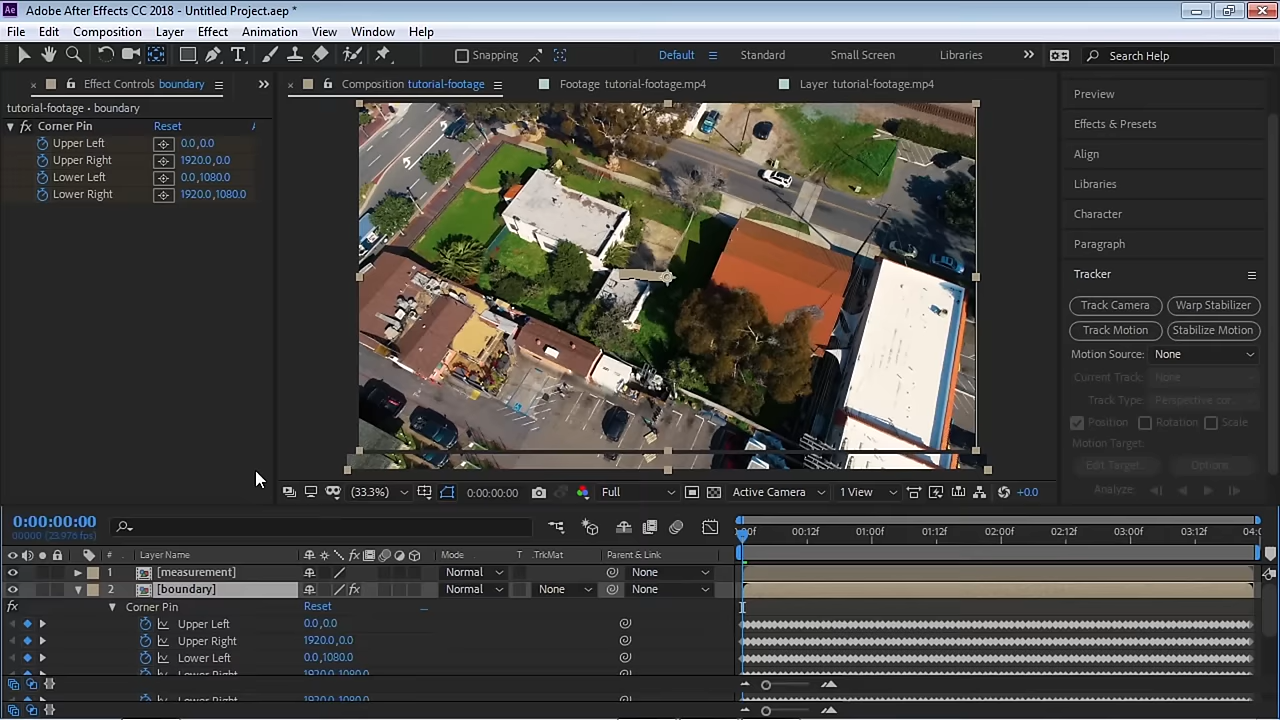 Adobe After Effects CC 2018 - Untitled Project.aep *
File Edit Composition Layer Effect Animation View Window Help
Snapping Default Standard Small Screen Libraries Search Help
Effect Controls boundary
Composition tutorial-footage
Footage tutorial-footage.mp4
Layer tutorial-footage.mp4
tutorial-footage • boundary
Corner Pin Reset
Upper Left 0.0,0.0
Upper Right 1920.0,0.0
Lower Left 0.0,1080.0
Lower Right 1920.0,1080.0
Preview
Effects & Presets
Align
Libraries
Character
Paragraph
Tracker
Track Camera Warp Stabilizer
Track Motion Stabilize Motion
Motion Source: None
Current Track: None
Track Type: Perspective cor
Position Rotation Scale
Motion Target:
Edit Target... Options
Analyze:
(33.3%) 0:00:00:00 Full Active Camera 1 View +0.0
0:00:00:00
00000 (23.976 fps)
00:12f 01:00f 01:12f 02:00f 02:12f 03:00f 03:12f
# Layer Name Mode T .TrkMat Parent & Link
1 [measurement] Normal None
2 [boundary] Normal None None
fx Corner Pin Reset
Upper Left 0.0,0.0
Upper Right 1920.0,0.0
Lower Left 0.0,1080.0